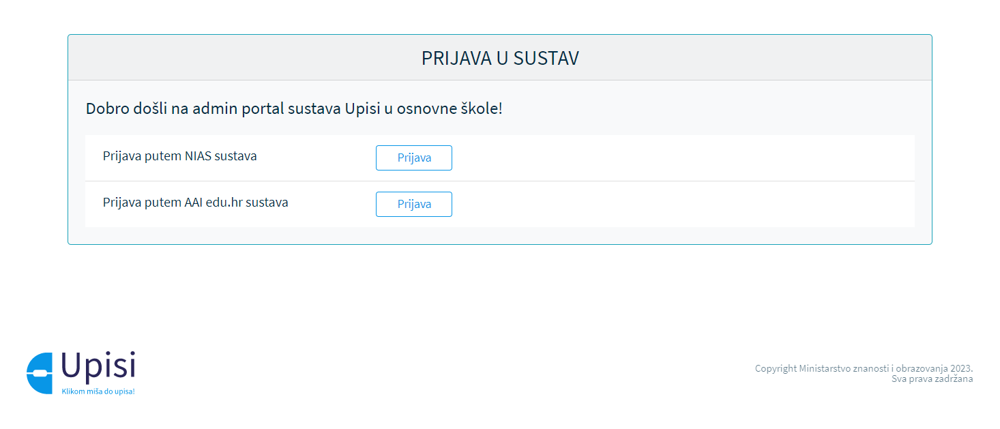 PRIJAVA U SUSTAV
Dobro došli na admin portal sustava Upisi u osnovne škole!
Prijava putem NIAS sustava
Prijava
Prijava putem AAI edu.hr sustava
Prijava
Upisi
Klikom miša do upisa!
Copyright Ministarstvo znanosti i obrazovanja 2023.
Sva prava zadržana